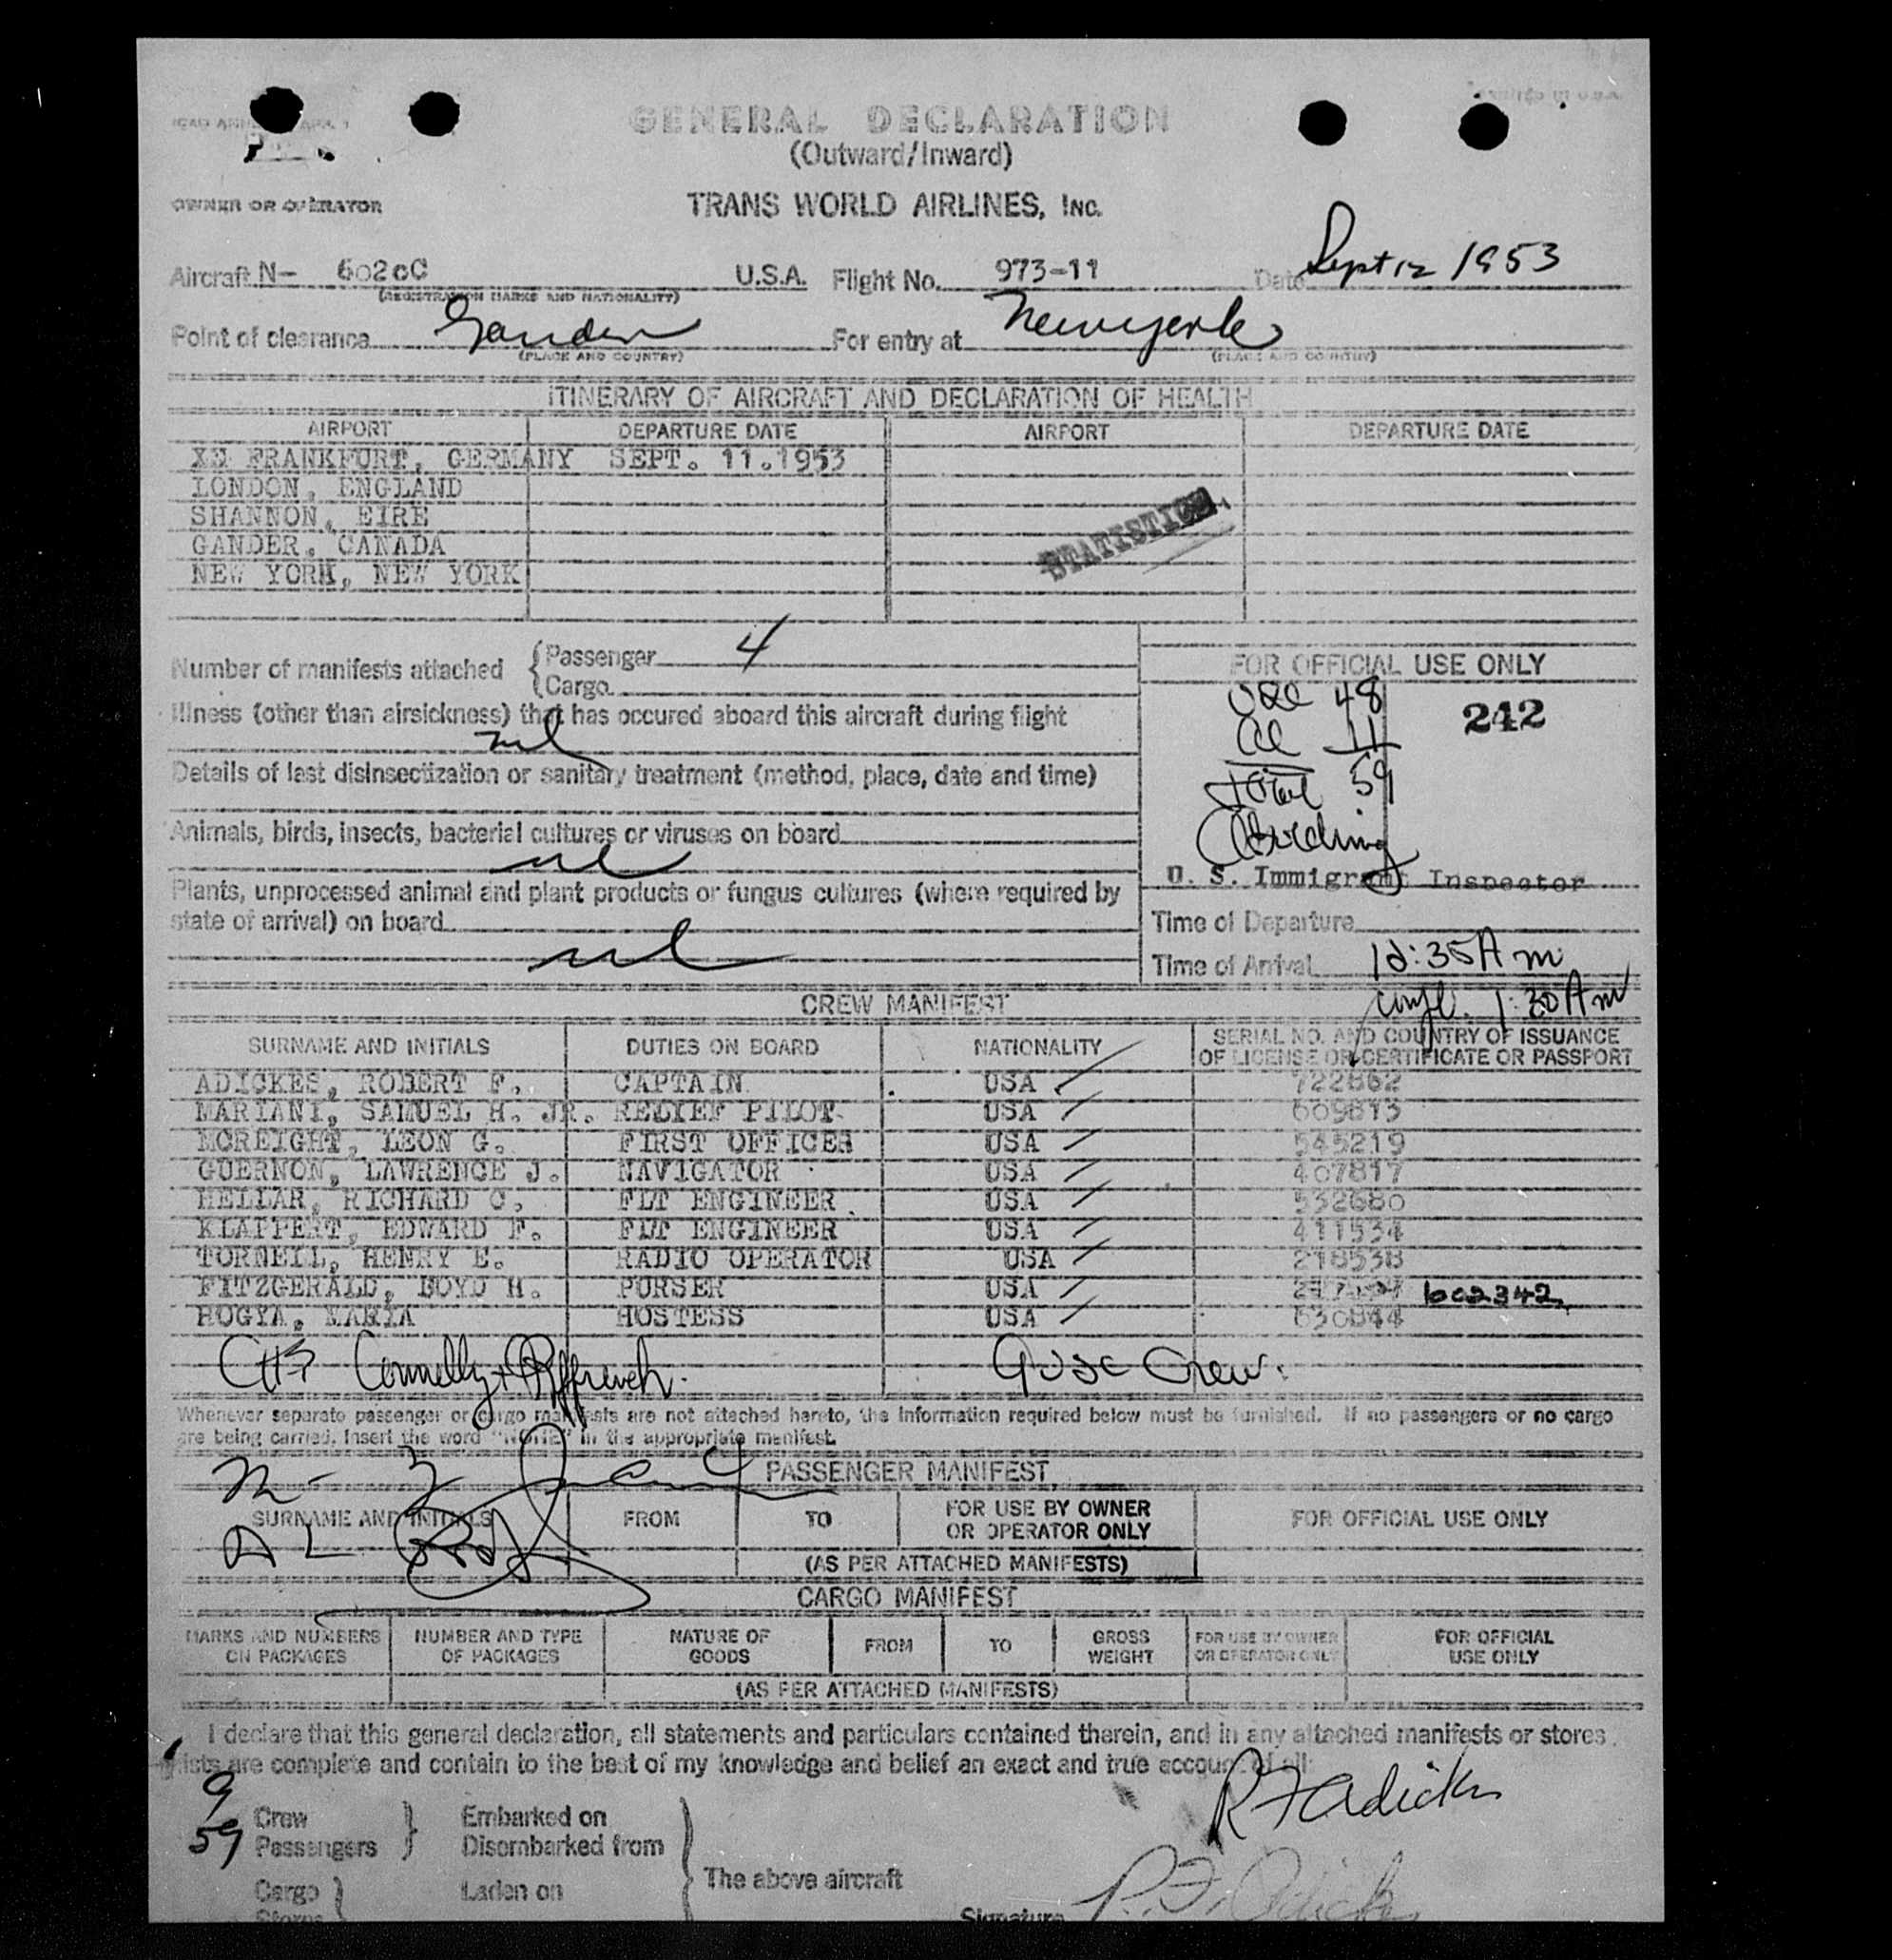 GENERAL DECLARATION
(Outward/Inward)
OWNER OR OPERATOR
TRANS WORLD AIRLINES, INC.
Aircraft N- 6020C U.S.A. Flight No. 973-11 Date Sept 12 1953
(REGISTRATION MARKS AND NATIONALITY)
Point of clearance Gander For entry at Newyork
(PLACE AND COUNTRY) (PLACE AND COUNTRY)
ITINERARY OF AIRCRAFT AND DECLARATION OF HEALTH
AIRPORT DEPARTURE DATE AIRPORT DEPARTURE DATE
FRANKFURT, GERMANY SEPT. 11.1953
LONDON, ENGLAND
SHANNON, EIRE
GANDER, CANADA
NEW YORK, NEW YORK
STATISTICS
Number of manifests attached Passenger 4
Cargo
FOR OFFICIAL USE ONLY
48
242
11
Total 59
U. S. Immigrant Inspector
Illness (other than airsickness) that has occured aboard this aircraft during flight
nil
Details of last disinsectization or sanitary treatment (method, place, date and time)
Animals, birds, insects, bacterial cultures or viruses on board
nil
Plants, unprocessed animal and plant products or fungus cultures (where required by
state of arrival) on board
nil
Time of Departure
Time of Arrival 12:35 A m
compl. 1:30 A m
CREW MANIFEST
SURNAME AND INITIALS DUTIES ON BOARD NATIONALITY SERIAL NO. AND COUNTRY OF ISSUANCE
OF LICENSE OR CERTIFICATE OR PASSPORT
ADICKES, ROBERT F. CAPTAIN USA 722662
MARIANI, SAMUEL H. JR. RELIEF PILOT USA 609813
MCREIGHT, LEON G. FIRST OFFICER USA 545219
GUERNON, LAWRENCE J. NAVIGATOR USA 407817
HELLAR, RICHARD C. FLT ENGINEER USA 532680
KLAPPERT, EDWARD F. FLT ENGINEER USA 411534
TORNELL, HENRY E. RADIO OPERATOR USA 218538
FITZGERALD, BOYD H. PURSER USA 602342
ROGYA, MARIA HOSTESS USA 630844
CHS Connelly + 9 USC Crew.
Whenever separate passenger or cargo manifests are not attached hereto, the information required below must be furnished. If no passengers or no cargo
are being carried, insert the word "NONE" in the appropriate manifest.
PASSENGER MANIFEST
SURNAME AND INITIALS FROM TO FOR USE BY OWNER
OR OPERATOR ONLY FOR OFFICIAL USE ONLY
(AS PER ATTACHED MANIFESTS)
CARGO MANIFEST
MARKS AND NUMBERS
ON PACKAGES NUMBER AND TYPE
OF PACKAGES NATURE OF
GOODS FROM TO GROSS
WEIGHT FOR USE BY OWNER
OR OPERATOR ONLY FOR OFFICIAL
USE ONLY
(AS PER ATTACHED MANIFESTS)
I declare that this general declaration, all statements and particulars contained therein, and in any attached manifests or stores
lists are complete and contain to the best of my knowledge and belief an exact and true account of all:
9 Crew Embarked on
59 Passengers Disembarked from
The above aircraft
Cargo Laden on
Stores
R F Adickes
Signature R. F. Adickes